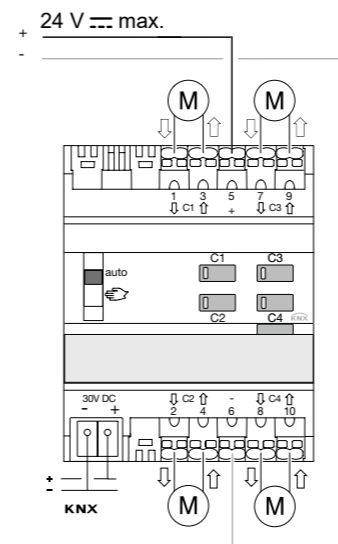 + 24 V ⎓ max.
-
M M
1 3 5 7 9
⇩ C1 ⇧ + ⇩ C3 ⇧
auto
C1 C3
C2 C4 KNX
30V DC ⇩ C2 ⇧ - ⇩ C4 ⇧
- + 2 4 6 8 10
+
-
KNX
M M